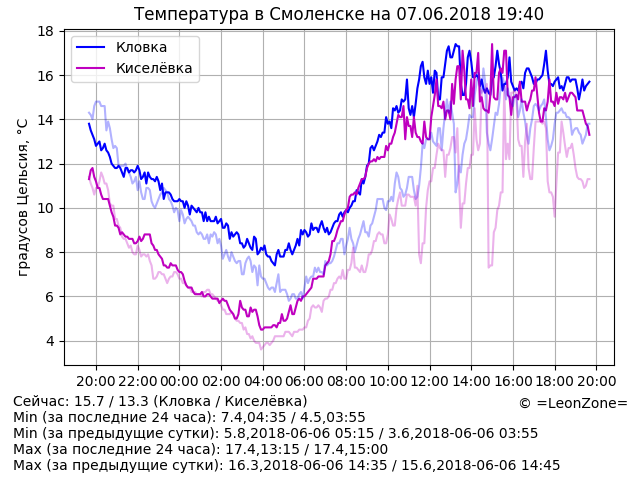 Температура в Смоленске на 07.06.2018 19:40
Кловка
Киселёвка
градусов Цельсия, °C
18
16
14
12
10
8
6
4
20:00 22:00 00:00 02:00 04:00 06:00 08:00 10:00 12:00 14:00 16:00 18:00 20:00
Сейчас: 15.7 / 13.3 (Кловка / Киселёвка)
© =LeonZone=
Min (за последние 24 часа): 7.4,04:35 / 4.5,03:55
Min (за предыдущие сутки): 5.8,2018-06-06 05:15 / 3.6,2018-06-06 03:55
Max (за последние 24 часа): 17.4,13:15 / 17.4,15:00
Max (за предыдущие сутки): 16.3,2018-06-06 14:35 / 15.6,2018-06-06 14:45